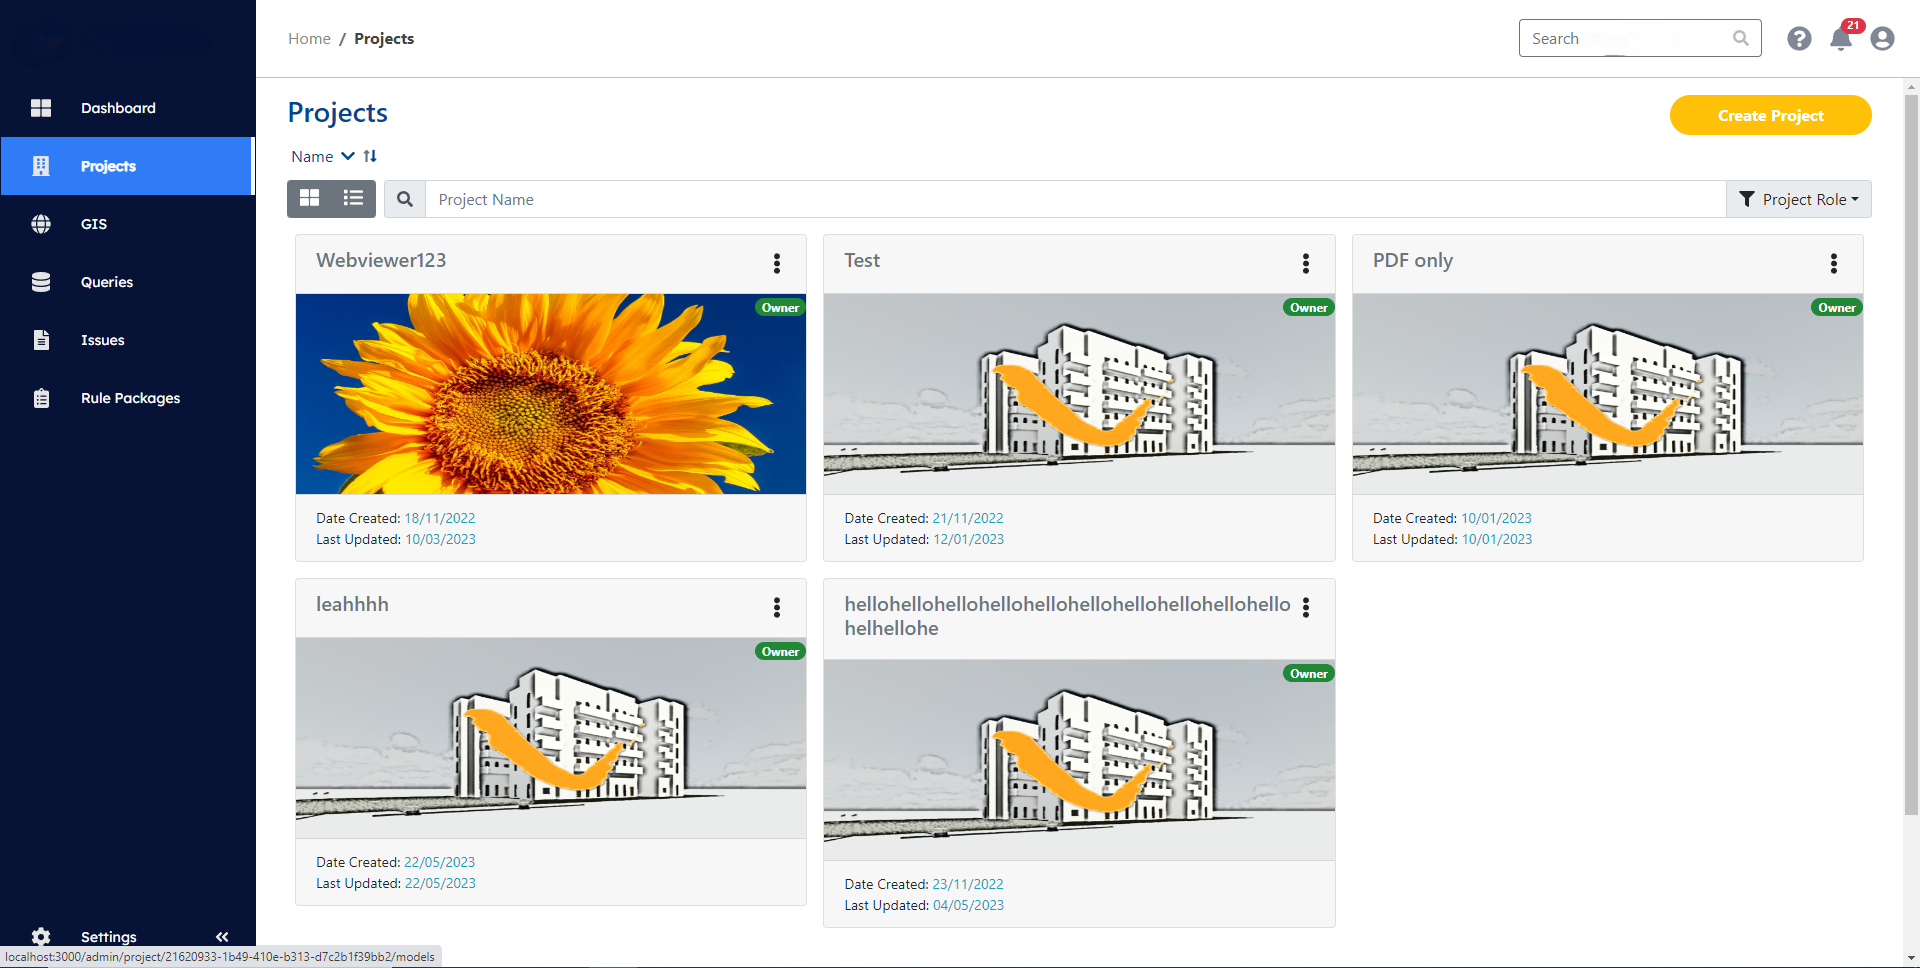 Home / Projects
Search
21
Dashboard
Projects
GIS
Queries
Issues
Rule Packages
Settings
Projects
Create Project
Name
Project Name
Project Role
Webviewer123
Owner
Date Created: 18/11/2022
Last Updated: 10/03/2023
Test
Owner
Date Created: 21/11/2022
Last Updated: 12/01/2023
PDF only
Owner
Date Created: 10/01/2023
Last Updated: 10/01/2023
leahhhh
Owner
Date Created: 22/05/2023
Last Updated: 22/05/2023
hellohellohellohellohellohellohellohellohellohello
helhellohe
Owner
Date Created: 23/11/2022
Last Updated: 04/05/2023
localhost:3000/admin/project/21620933-1b49-410e-b313-d7c2b1f39bb2/models